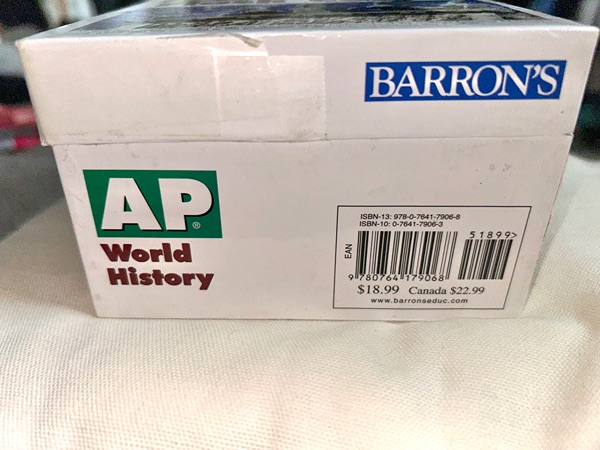 BARRON'S
AP®
World
History
ISBN-13: 978-0-7641-7906-8
ISBN-10: 0-7641-7906-3
51899>
EAN
9 780764 179068
$18.99 Canada $22.99
www.barronseduc.com